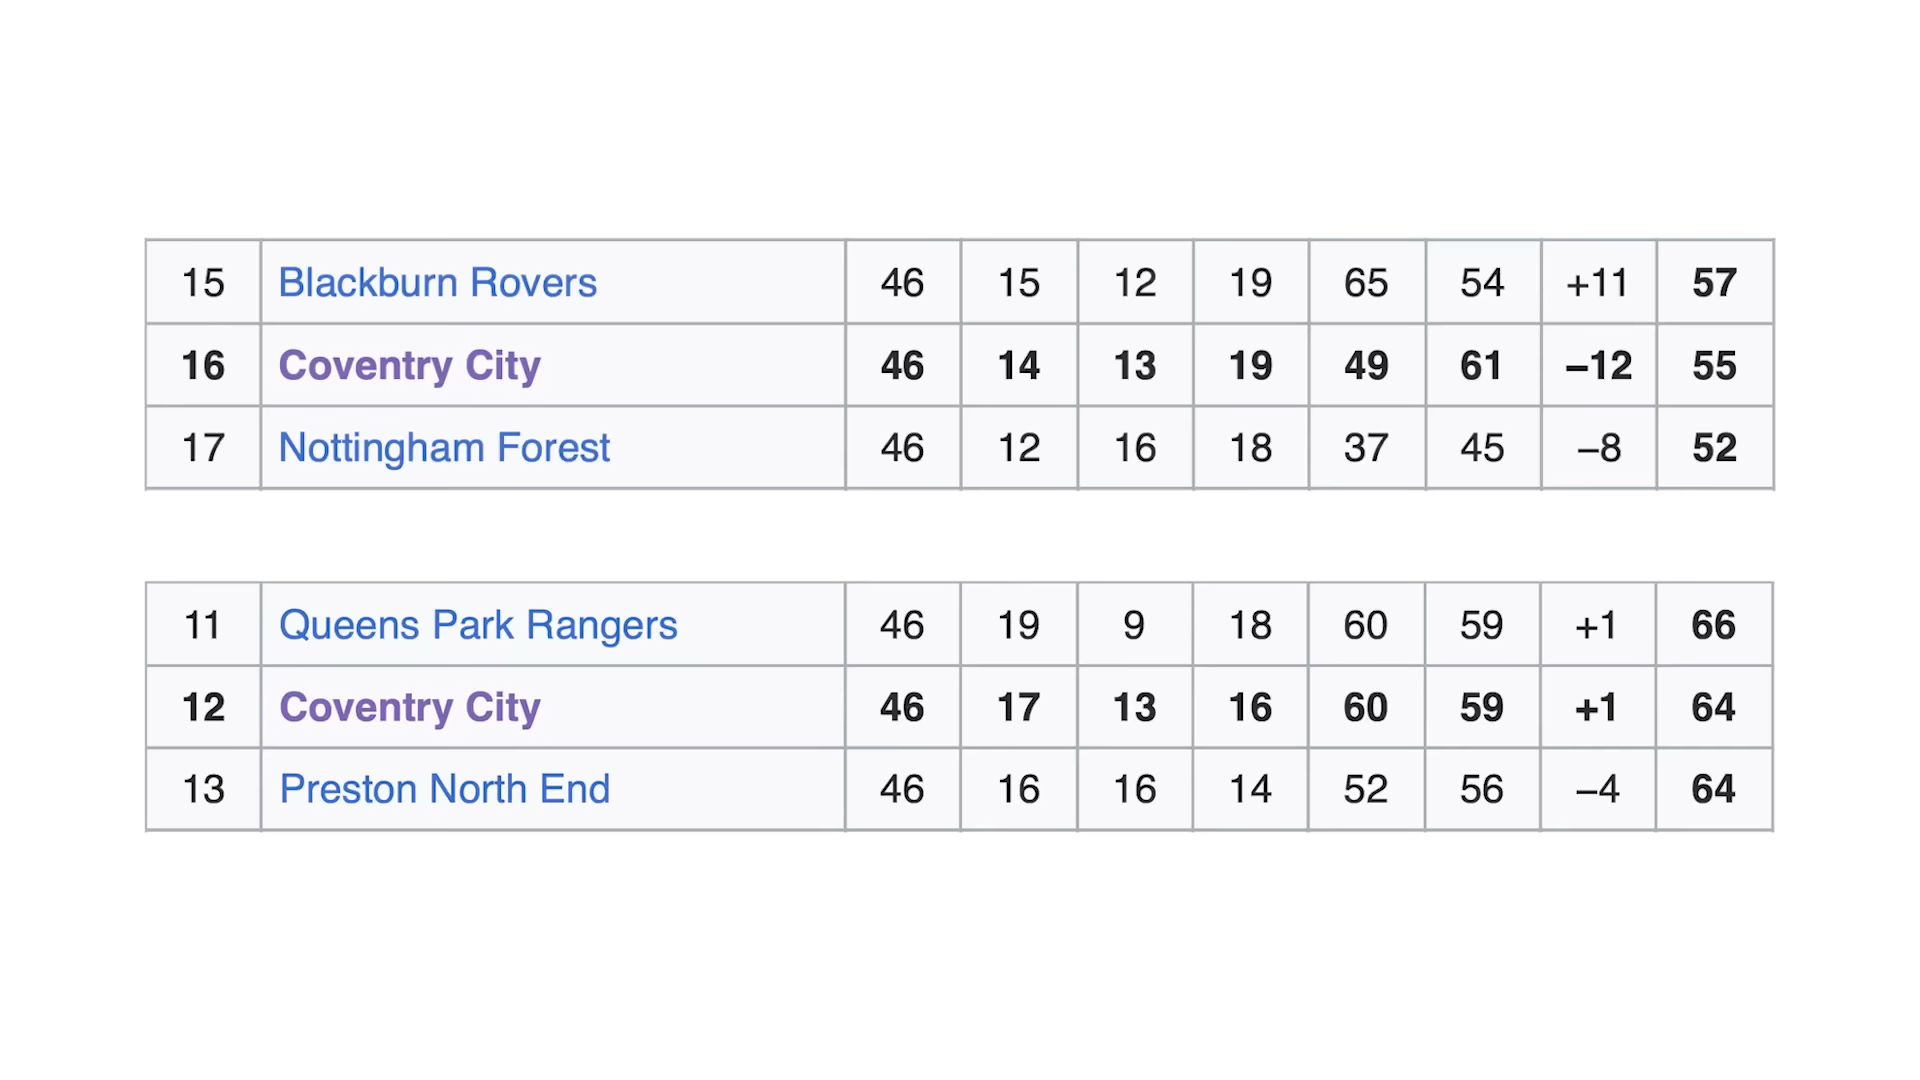 15 Blackburn Rovers 46 15 12 19 65 54 +11 57
16 Coventry City 46 14 13 19 49 61 −12 55
17 Nottingham Forest 46 12 16 18 37 45 −8 52
11 Queens Park Rangers 46 19 9 18 60 59 +1 66
12 Coventry City 46 17 13 16 60 59 +1 64
13 Preston North End 46 16 16 14 52 56 −4 64